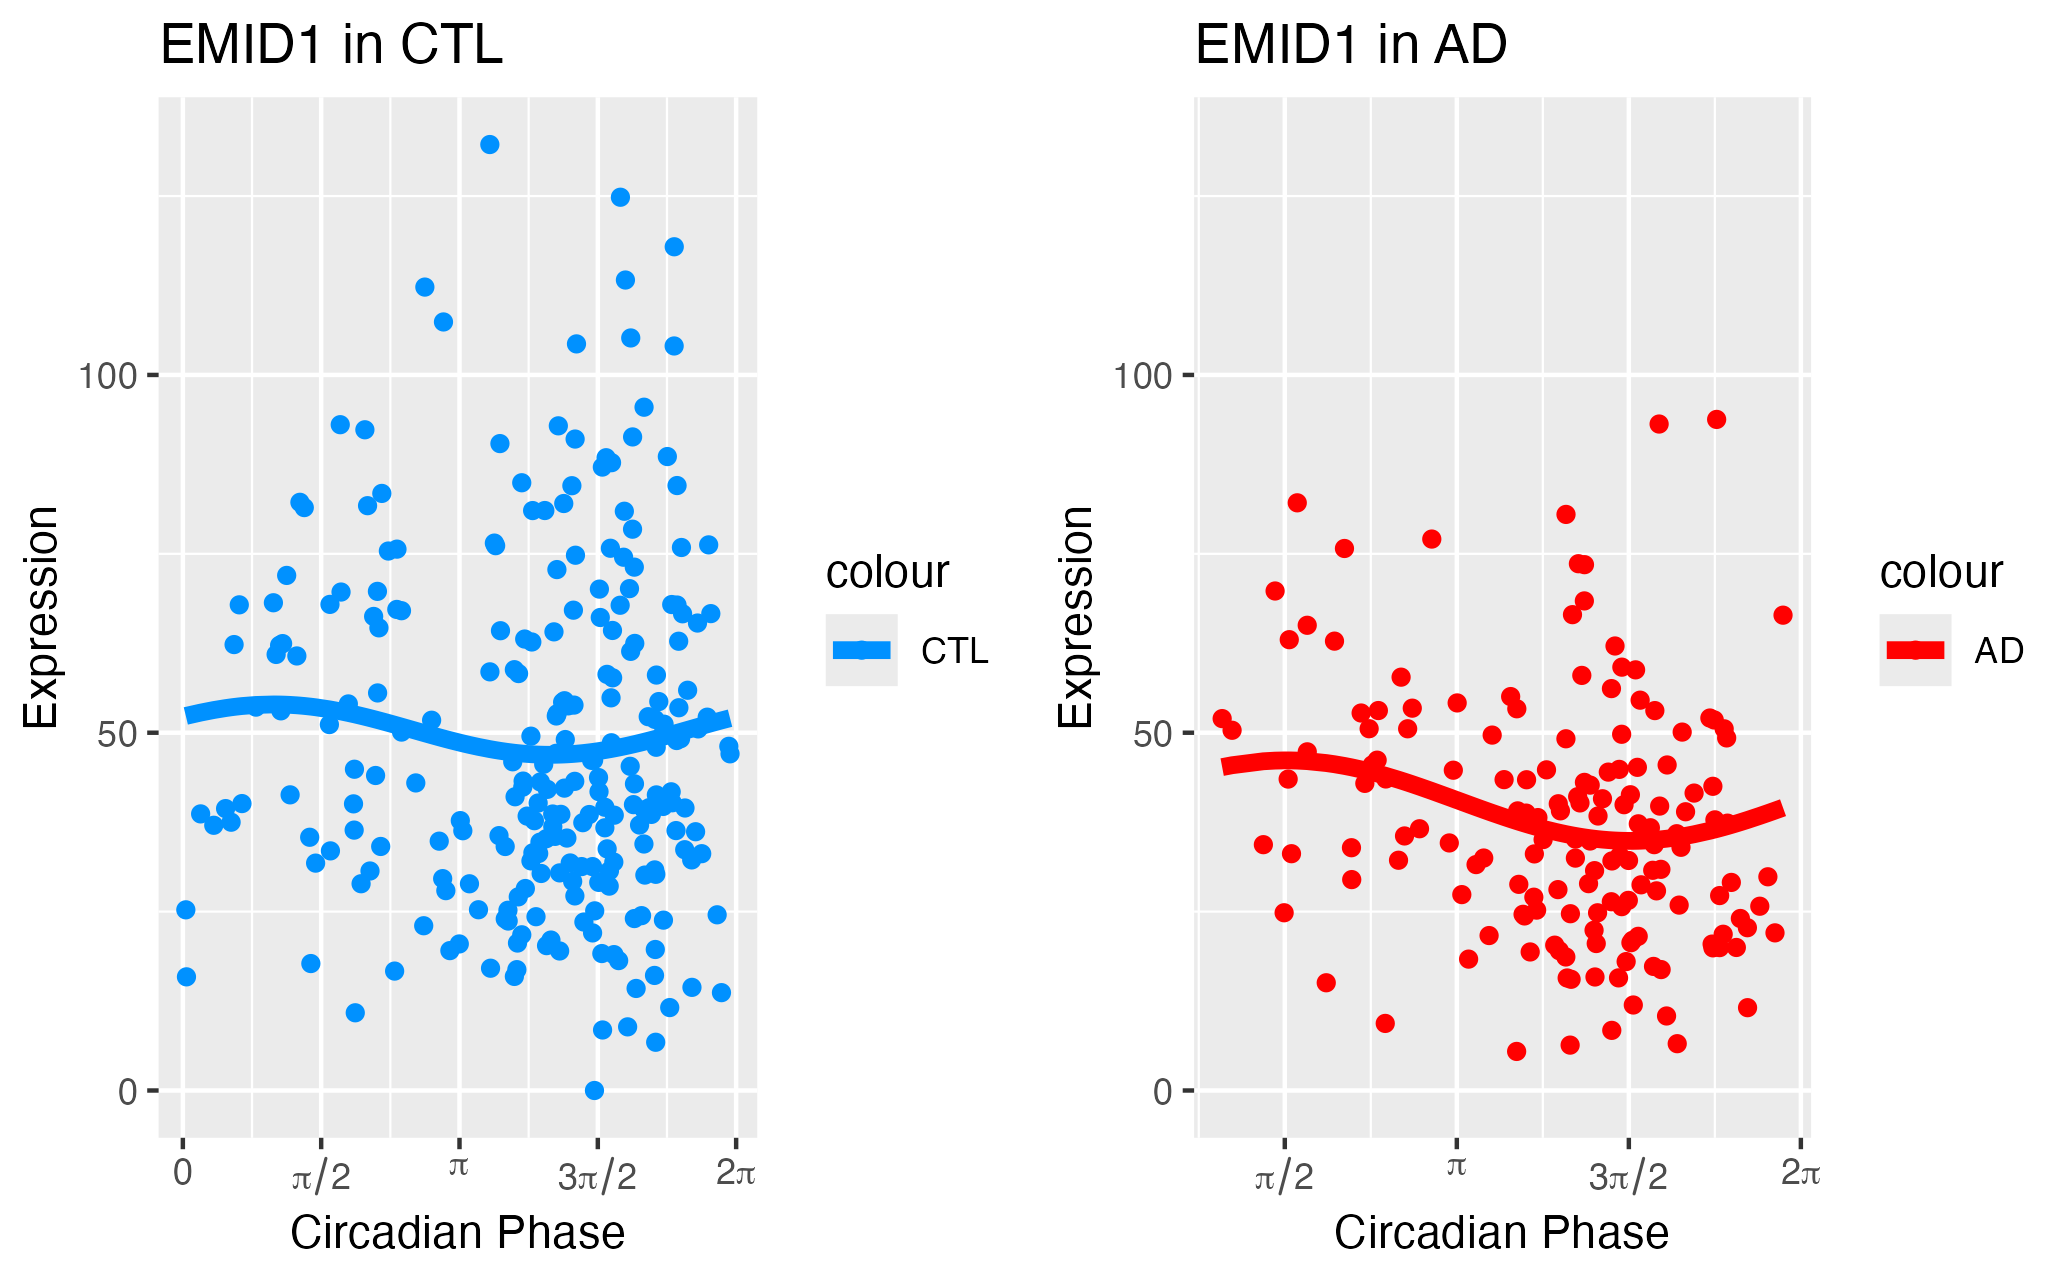 EMID1 in CTL
Expression
100
50
0
0 π/2 π 3π/2 2π
Circadian Phase
colour
CTL
EMID1 in AD
Expression
100
50
0
π/2 π 3π/2 2π
Circadian Phase
colour
AD